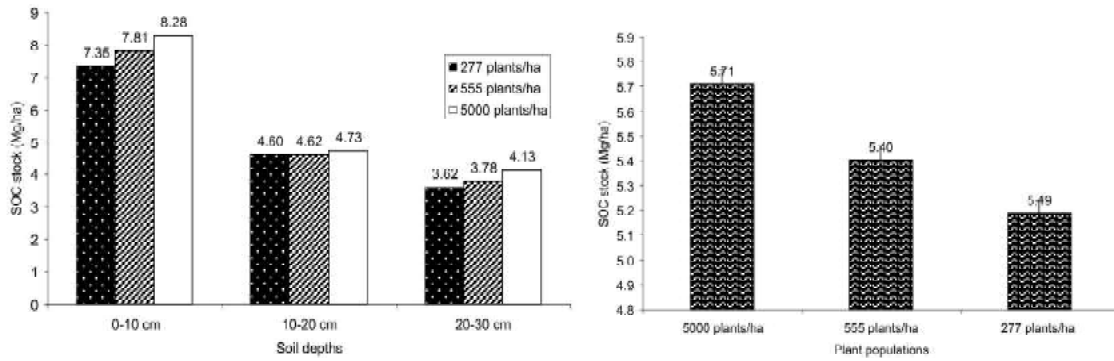 9
8
7
6
5
4
3
2
1
0
SOC stock (Mg/ha)
7.35
7.81
8.28
4.60
4.62
4.73
3.62
3.78
4.13
277 plants/ha
555 plants/ha
5000 plants/ha
0-10 cm
10-20 cm
20-30 cm
Soil depths
5.9
5.8
5.7
5.6
5.5
5.4
5.3
5.2
5.1
5
4.9
4.8
SOC stock (Mg/ha)
5.71
5.40
5.49
5000 plants/ha
555 plants/ha
277 plants/ha
Plant populations